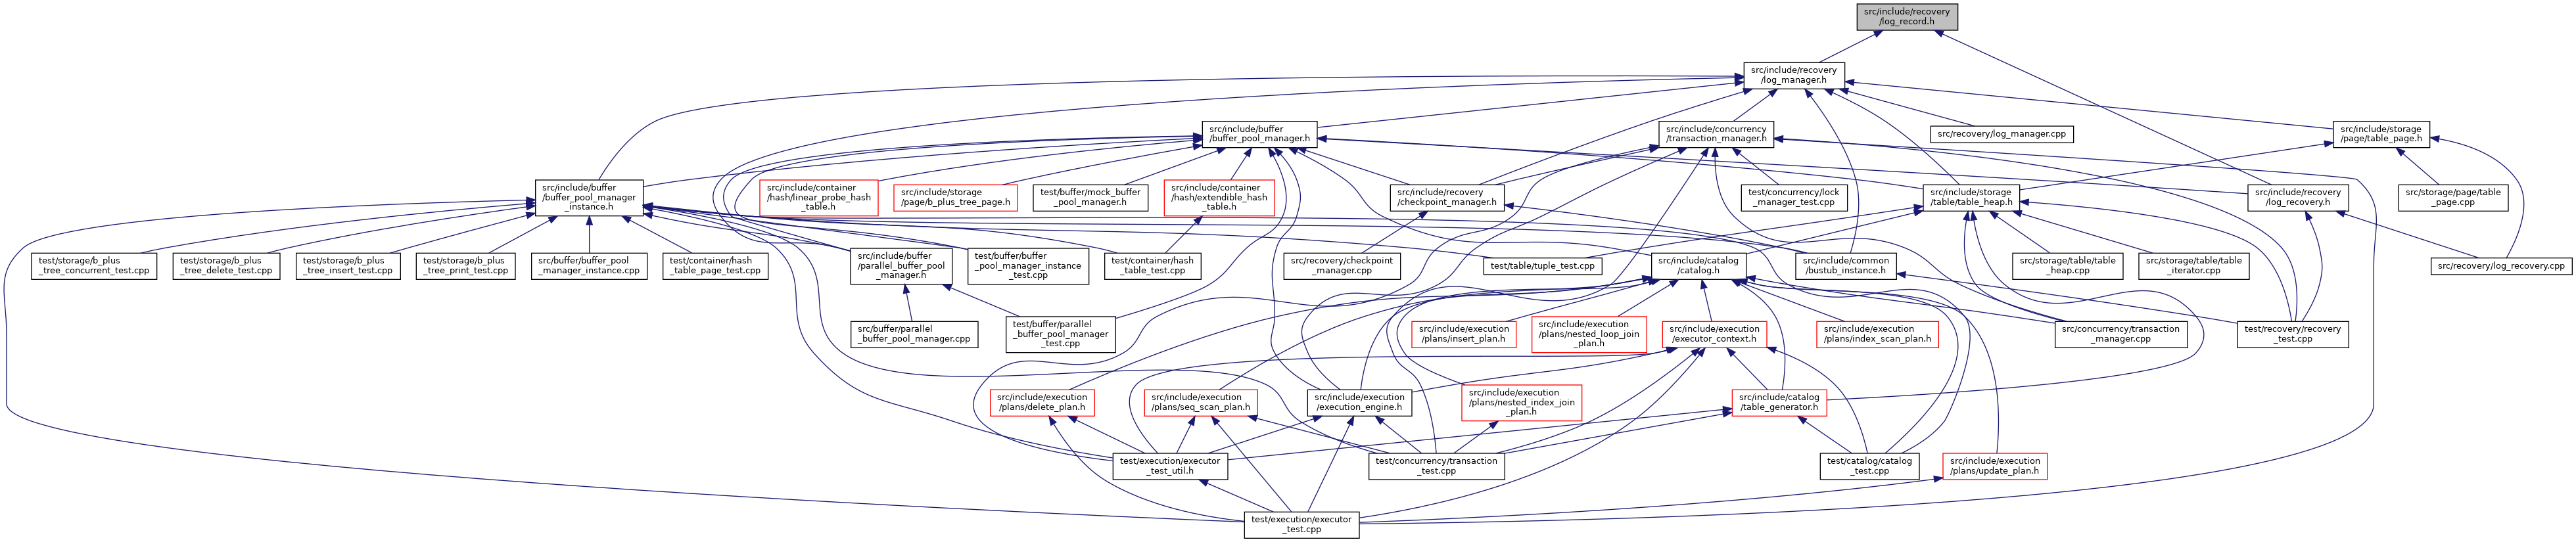 src/include/recovery
/log_record.h
src/include/recovery
/log_manager.h
src/include/buffer
/buffer_pool_manager.h
src/include/concurrency
/transaction_manager.h
src/recovery/log_manager.cpp
src/include/storage
/page/table_page.h
src/include/buffer
/buffer_pool_manager
_instance.h
src/include/container
/hash/linear_probe_hash
_table.h
src/include/storage
/page/b_plus_tree_page.h
test/buffer/mock_buffer
_pool_manager.h
src/include/container
/hash/extendible_hash
_table.h
src/include/recovery
/checkpoint_manager.h
test/concurrency/lock
_manager_test.cpp
src/include/storage
/table/table_heap.h
src/include/recovery
/log_recovery.h
src/storage/page/table
_page.cpp
test/storage/b_plus
_tree_concurrent_test.cpp
test/storage/b_plus
_tree_delete_test.cpp
test/storage/b_plus
_tree_insert_test.cpp
test/storage/b_plus
_tree_print_test.cpp
src/buffer/buffer_pool
_manager_instance.cpp
test/container/hash
_table_page_test.cpp
src/include/buffer
/parallel_buffer_pool
_manager.h
test/buffer/buffer
_pool_manager_instance
_test.cpp
test/container/hash
_table_test.cpp
src/recovery/checkpoint
_manager.cpp
test/table/tuple_test.cpp
src/include/catalog
/catalog.h
src/include/common
/bustub_instance.h
src/storage/table/table
_heap.cpp
src/storage/table/table
_iterator.cpp
src/recovery/log_recovery.cpp
src/buffer/parallel
_buffer_pool_manager.cpp
test/buffer/parallel
_buffer_pool_manager
_test.cpp
src/include/execution
/plans/insert_plan.h
src/include/execution
/plans/nested_loop_join
_plan.h
src/include/execution
/executor_context.h
src/include/execution
/plans/index_scan_plan.h
src/concurrency/transaction
_manager.cpp
test/recovery/recovery
_test.cpp
src/include/execution
/plans/delete_plan.h
src/include/execution
/plans/seq_scan_plan.h
src/include/execution
/execution_engine.h
src/include/execution
/plans/nested_index_join
_plan.h
src/include/catalog
/table_generator.h
test/execution/executor
_test_util.h
test/concurrency/transaction
_test.cpp
test/catalog/catalog
_test.cpp
src/include/execution
/plans/update_plan.h
test/execution/executor
_test.cpp